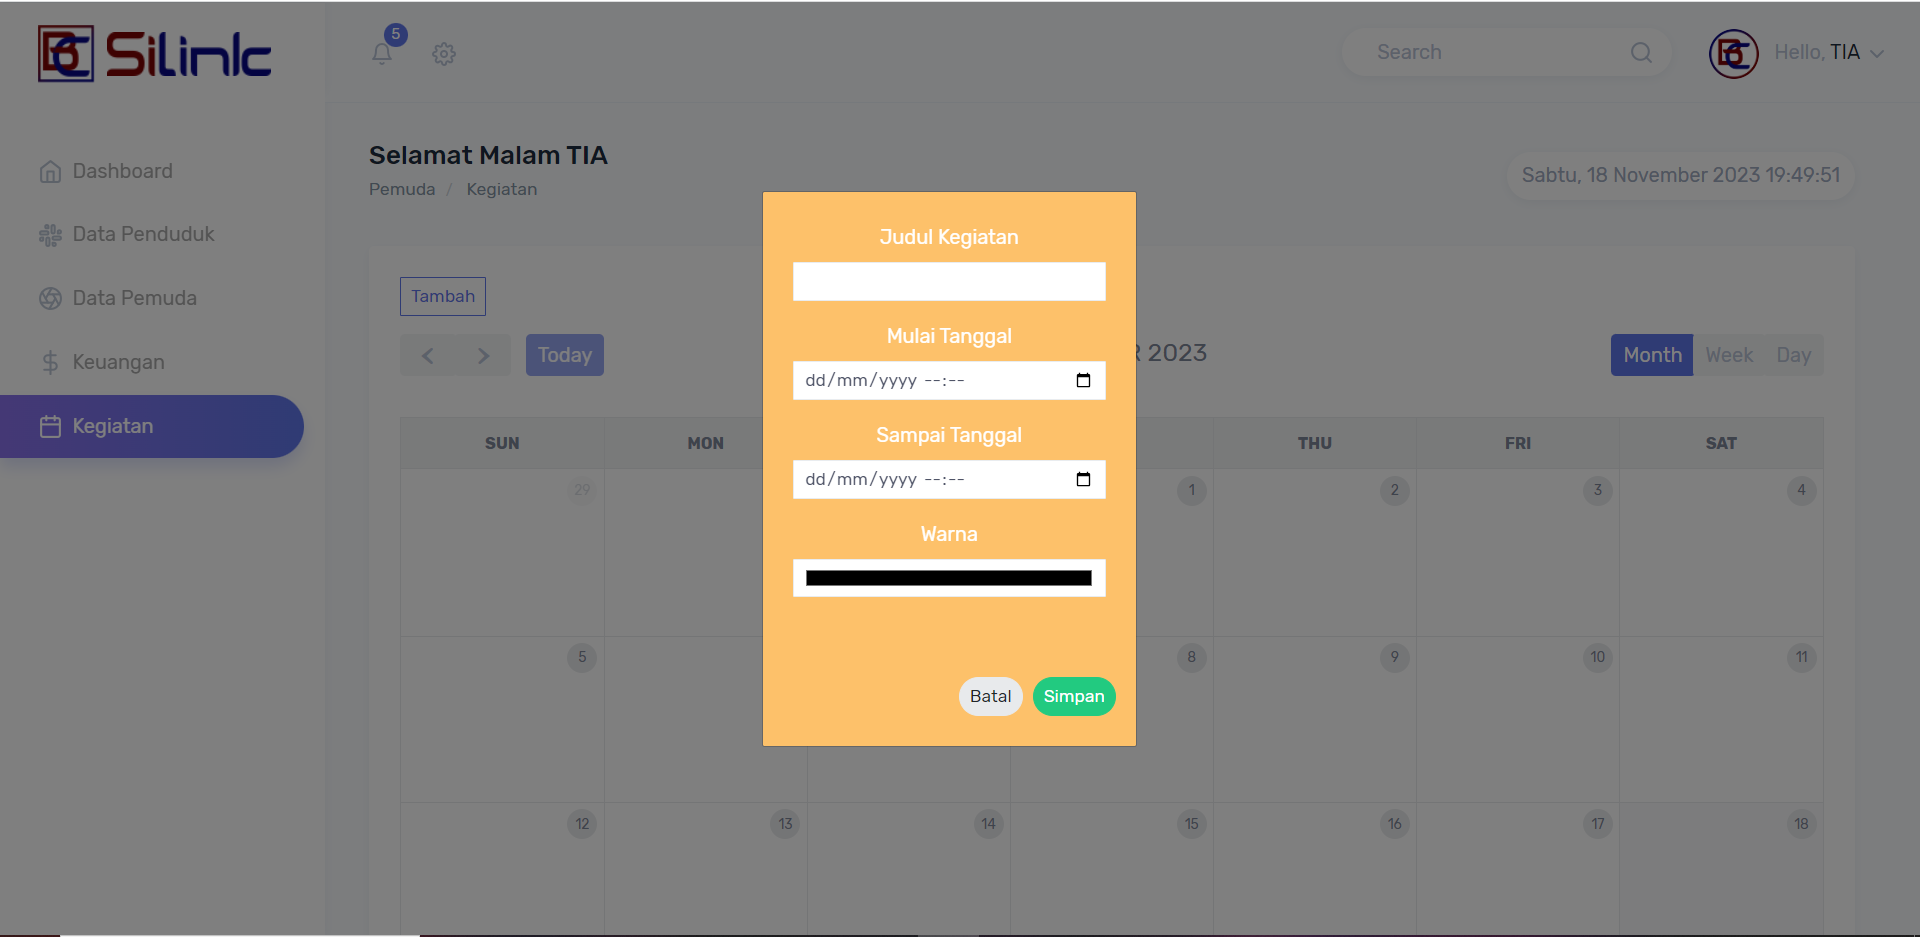 BC SiLinc
5
Search
Hello, TIA
Dashboard
Data Penduduk
Data Pemuda
Keuangan
Kegiatan
Selamat Malam TIA
Pemuda / Kegiatan
Sabtu, 18 November 2023 19:49:51
Tambah
Today
R 2023
Month Week Day
Judul Kegiatan
Mulai Tanggal
dd/mm/yyyy --:--
Sampai Tanggal
dd/mm/yyyy --:--
Warna
Batal Simpan
SUN MON THU FRI SAT
29 1 2 3 4
5 8 9 10 11
12 13 14 15 16 17 18